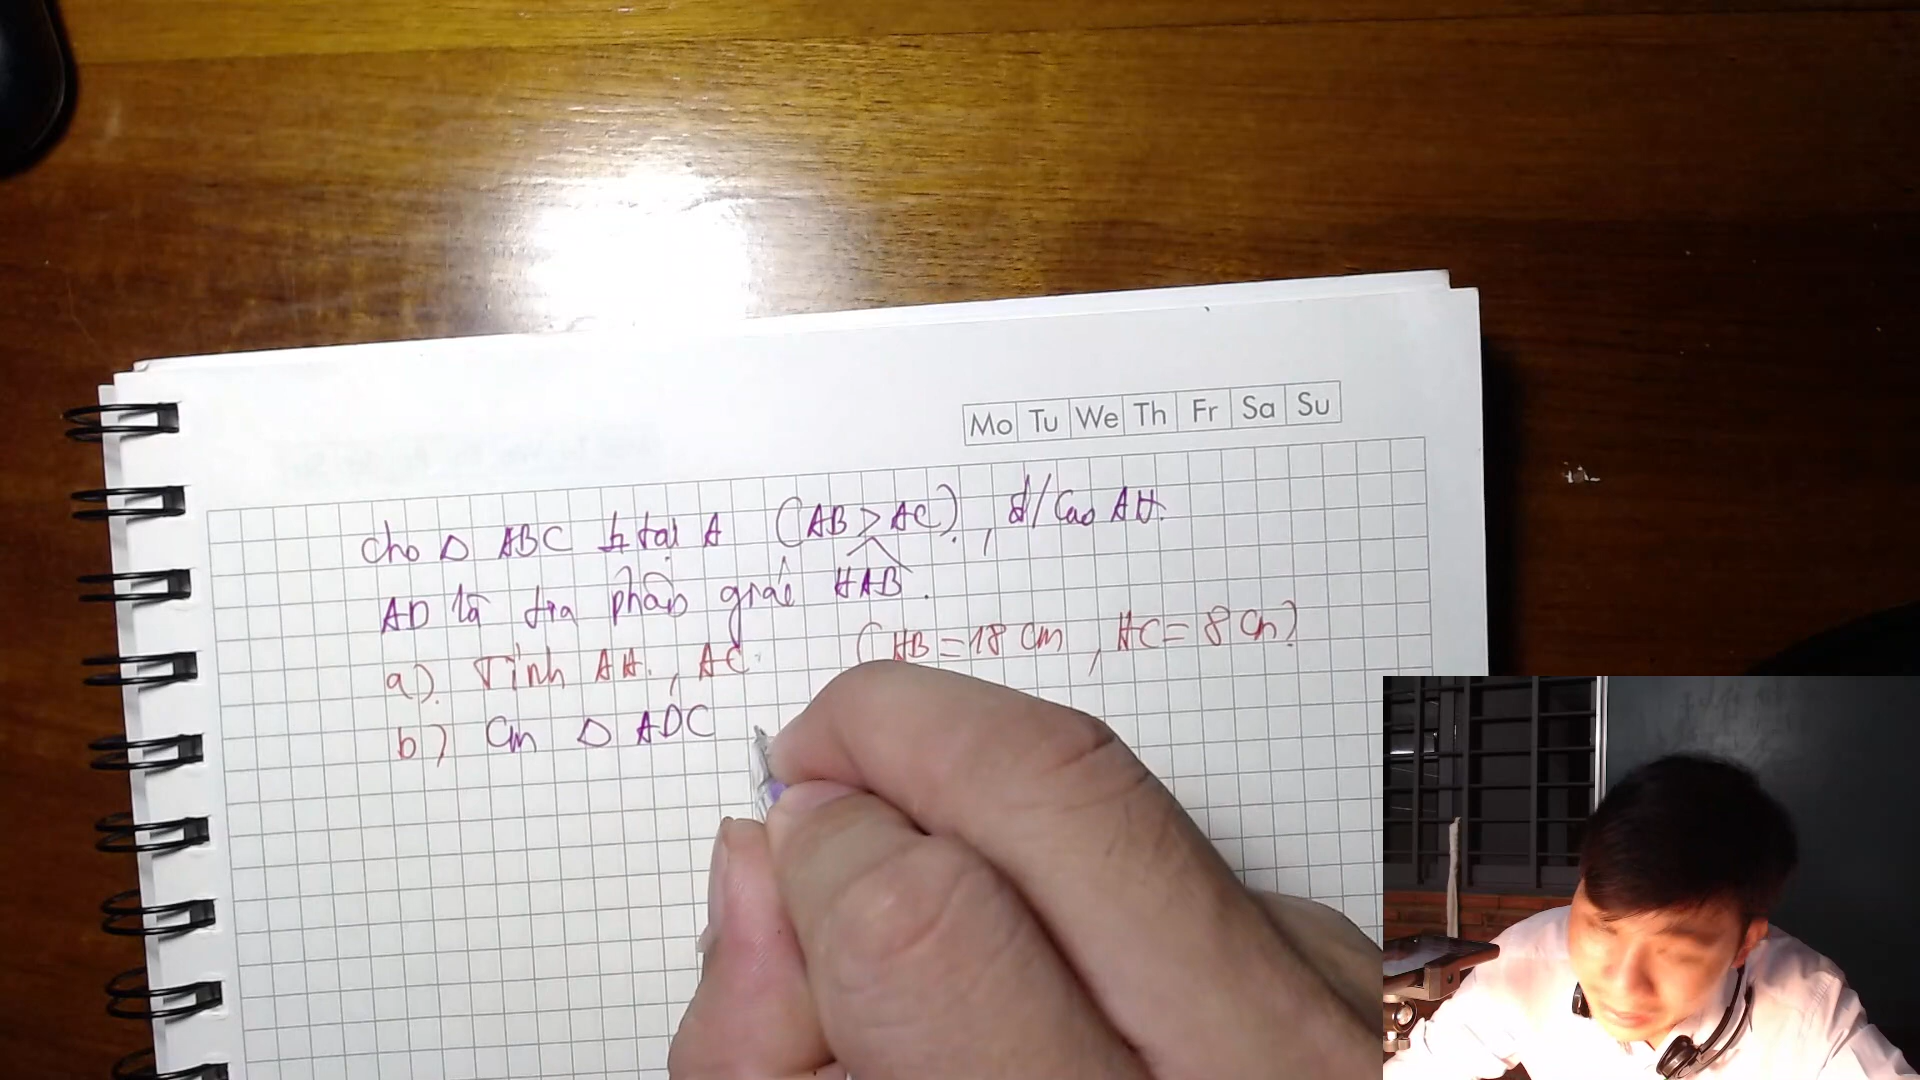 Mo Tu We Th Fr Sa Su
Cho Δ ABC ⊥ tại A (AB > AC), đ/Cao AH.
AD là tia phân giác HAB.
a). Tính AH., AC. (HB = 18 cm, HC = 8 cm)
b) Cm Δ ADC